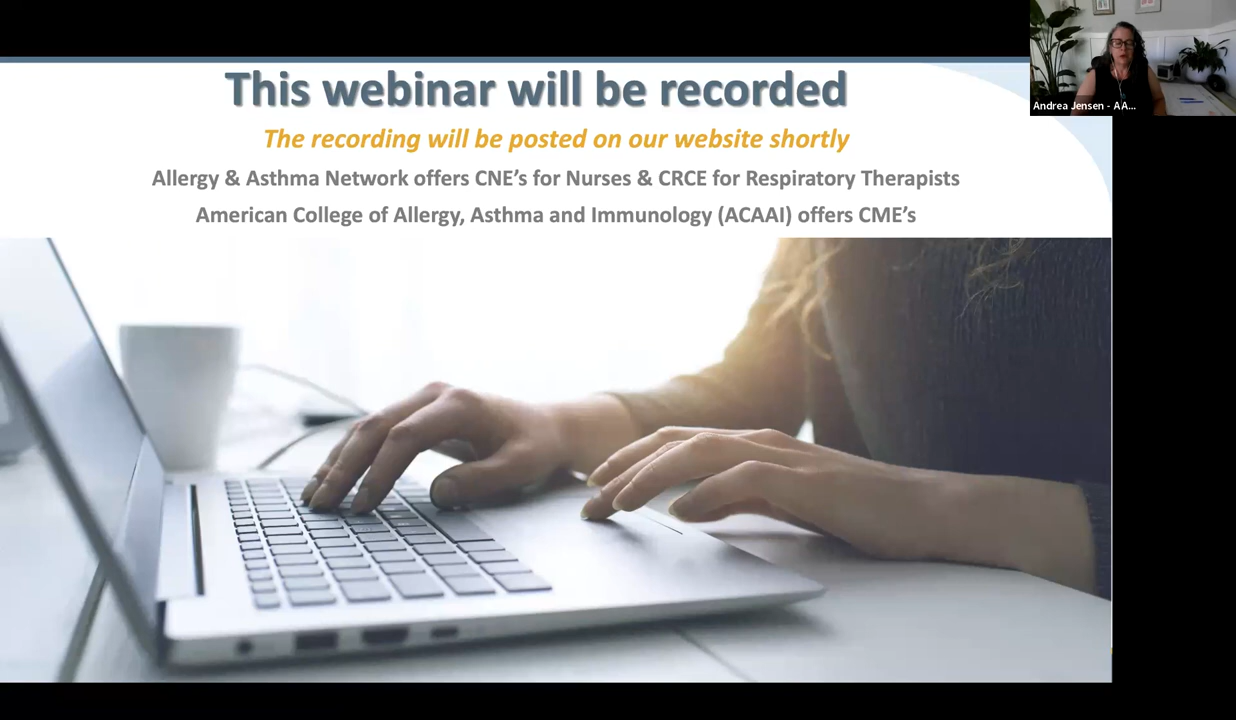 This webinar will be recorded
The recording will be posted on our website shortly
Allergy & Asthma Network offers CNE's for Nurses & CRCE for Respiratory Therapists
American College of Allergy, Asthma and Immunology (ACAAI) offers CME's
Andrea Jensen - AA...